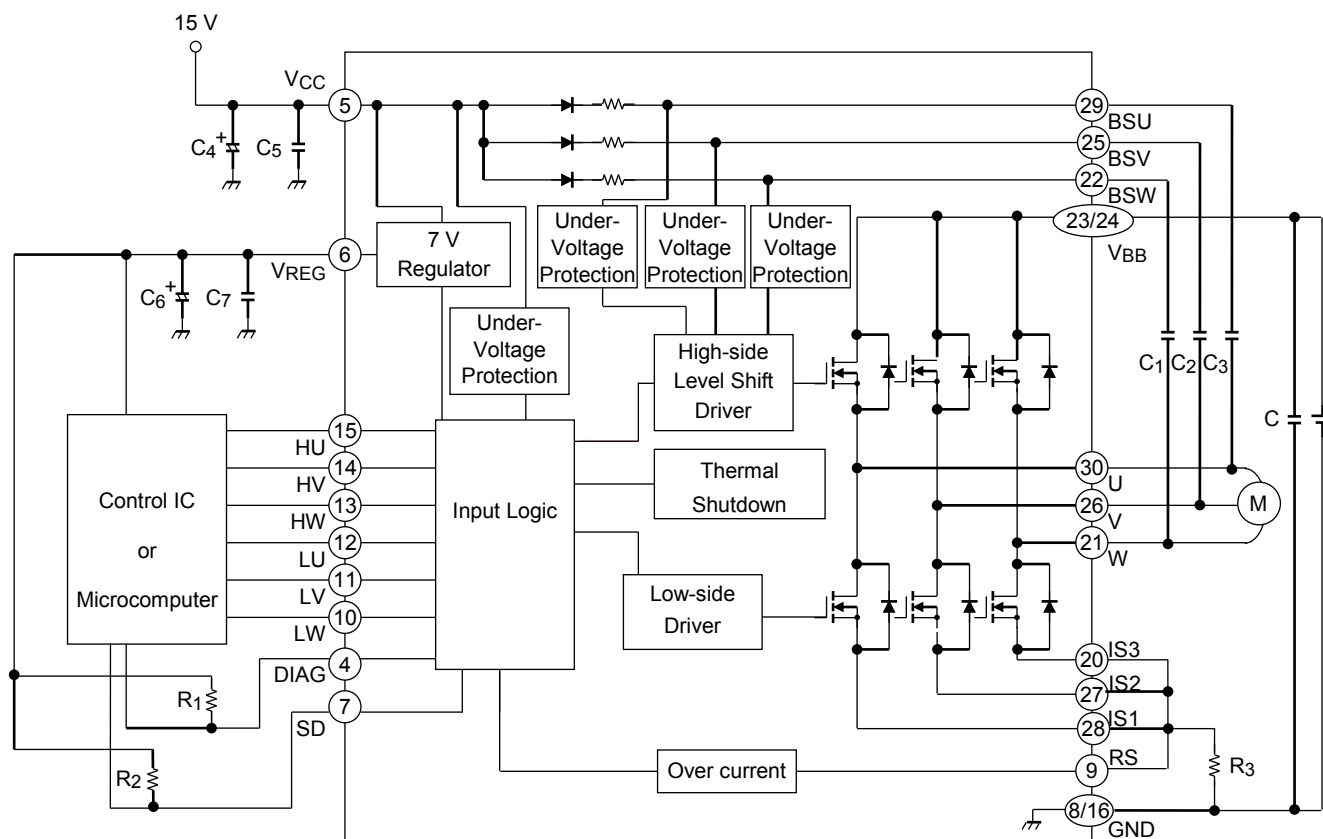 15 V
VCC
5
29
BSU
C4
+
C5
25
BSV
22
BSW
Under-
Voltage
Protection
Under-
Voltage
Protection
Under-
Voltage
Protection
23/24
VBB
7 V
Regulator
6
VREG
C6
+
C7
Under-
Voltage
Protection
High-side
Level Shift
Driver
C1
C2
C3
C
Control IC
or
Microcomputer
15
HU
14
HV
13
HW
12
LU
11
LV
10
LW
4
DIAG
7
SD
Input Logic
Thermal
Shutdown
Low-side
Driver
30
U
26
V
21
W
M
20
IS3
27
IS2
28
IS1
9
RS
R1
R2
R3
Over current
8/16
GND